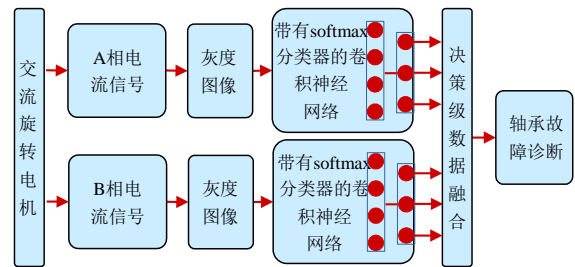 交
流
旋
转
电
机
A相电
流信号
灰度
图像
带有softmax
分类器的卷
积神经
网络
B相电
流信号
灰度
图像
带有softmax
分类器的卷
积神经
网络
决
策
级
数
据
融
合
轴承故
障诊断